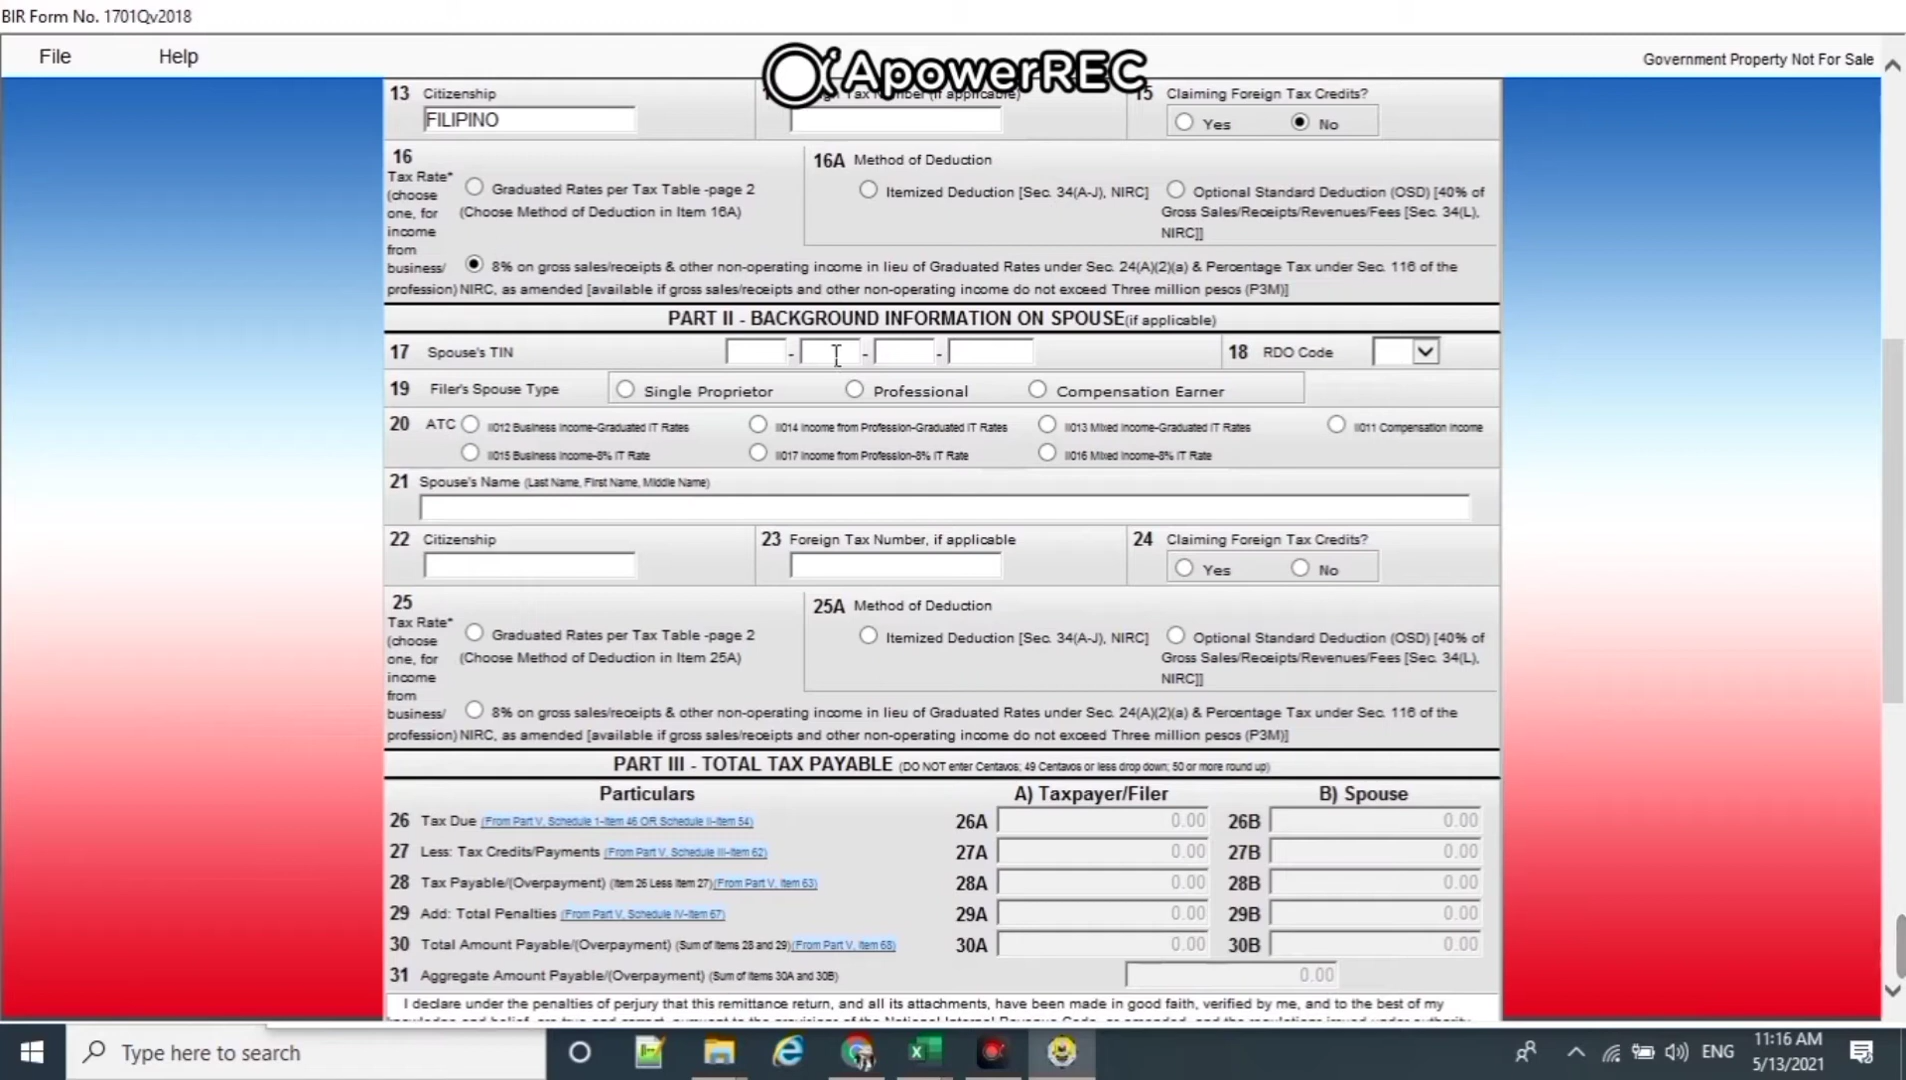 BIR Form No. 1701Qv2018
File Help
Government Property Not For Sale
ApowerREC
13 Citizenship Tax Number (if applicable) 15 Claiming Foreign Tax Credits?
FILIPINO Yes No
16 16A Method of Deduction
Tax Rate* (choose one, for income from business/ profession)
Graduated Rates per Tax Table -page 2
(Choose Method of Deduction in Item 16A)
Itemized Deduction [Sec. 34(A-J), NIRC]
Optional Standard Deduction (OSD) [40% of
Gross Sales/Receipts/Revenues/Fees [Sec. 34(L),
NIRC]]
8% on gross sales/receipts & other non-operating income in lieu of Graduated Rates under Sec. 24(A)(2)(a) & Percentage Tax under Sec. 116 of the
NIRC, as amended [available if gross sales/receipts and other non-operating income do not exceed Three million pesos (P3M)]
PART II - BACKGROUND INFORMATION ON SPOUSE(if applicable)
17 Spouse's TIN - - - 18 RDO Code
19 Filer's Spouse Type Single Proprietor Professional Compensation Earner
20 ATC II012 Business Income-Graduated IT Rates II014 Income from Profession-Graduated IT Rates II013 Mixed Income-Graduated IT Rates II011 Compensation Income
II015 Business Income-8% IT Rate II017 Income from Profession-8% IT Rate II016 Mixed Income-8% IT Rate
21 Spouse's Name (Last Name, First Name, Middle Name)
22 Citizenship 23 Foreign Tax Number, if applicable 24 Claiming Foreign Tax Credits?
Yes No
25 25A Method of Deduction
Tax Rate* (choose one, for income from business/ profession)
Graduated Rates per Tax Table -page 2
(Choose Method of Deduction in Item 25A)
Itemized Deduction [Sec. 34(A-J), NIRC]
Optional Standard Deduction (OSD) [40% of
Gross Sales/Receipts/Revenues/Fees [Sec. 34(L),
NIRC]]
8% on gross sales/receipts & other non-operating income in lieu of Graduated Rates under Sec. 24(A)(2)(a) & Percentage Tax under Sec. 116 of the
NIRC, as amended [available if gross sales/receipts and other non-operating income do not exceed Three million pesos (P3M)]
PART III - TOTAL TAX PAYABLE (DO NOT enter Centavos; 49 Centavos or less drop down; 50 or more round up)
Particulars A) Taxpayer/Filer B) Spouse
26 Tax Due (From Part V, Schedule 1-Item 46 OR Schedule II-Item 54) 26A 0.00 26B 0.00
27 Less: Tax Credits/Payments (From Part V, Schedule III-Item 62) 27A 0.00 27B 0.00
28 Tax Payable/(Overpayment) (Item 26 Less Item 27)(From Part V, Item 63) 28A 0.00 28B 0.00
29 Add: Total Penalties (From Part V, Schedule IV-Item 67) 29A 0.00 29B 0.00
30 Total Amount Payable/(Overpayment) (Sum of Items 28 and 29)(From Part V, Item 68) 30A 0.00 30B 0.00
31 Aggregate Amount Payable/(Overpayment) (Sum of Items 30A and 30B) 0.00
I declare under the penalties of perjury that this remittance return, and all its attachments, have been made in good faith, verified by me, and to the best of my
Type here to search
ENG
11:16 AM
5/13/2021